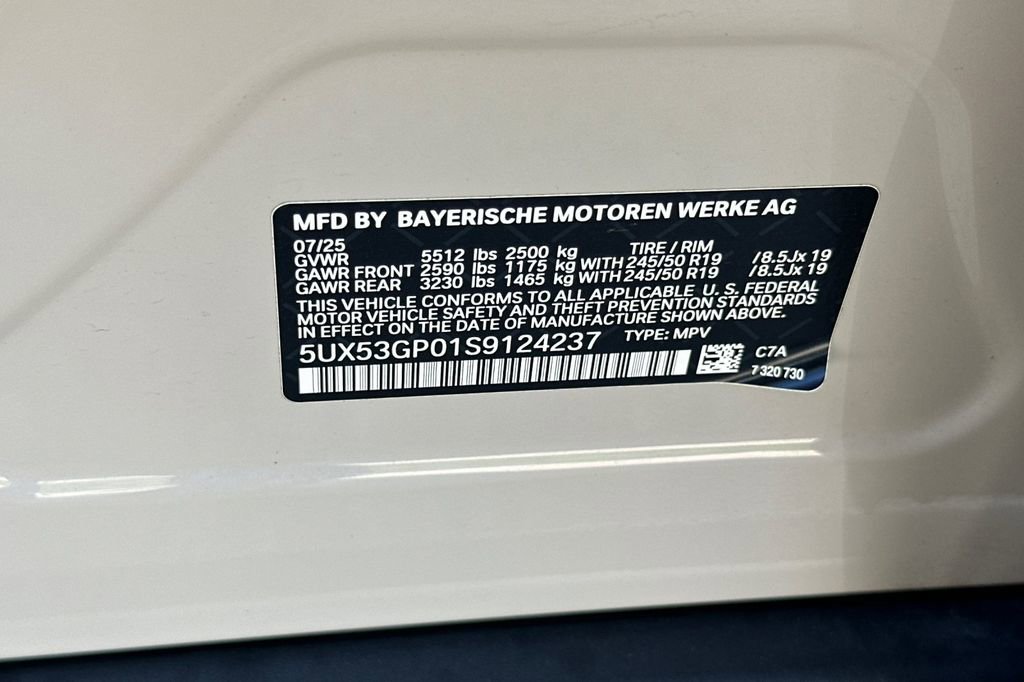 MFD BY BAYERISCHE MOTOREN WERKE AG
07/25 TIRE / RIM
GVWR 5512 lbs 2500 kg
GAWR FRONT 2590 lbs 1175 kg WITH 245/50 R19 /8.5Jx 19
GAWR REAR 3230 lbs 1465 kg WITH 245/50 R19 /8.5Jx 19
THIS VEHICLE CONFORMS TO ALL APPLICABLE U. S. FEDERAL
MOTOR VEHICLE SAFETY AND THEFT PREVENTION STANDARDS
IN EFFECT ON THE DATE OF MANUFACTURE SHOWN ABOVE.
5UX53GP01S9124237 TYPE: MPV
C7A
7 320 730